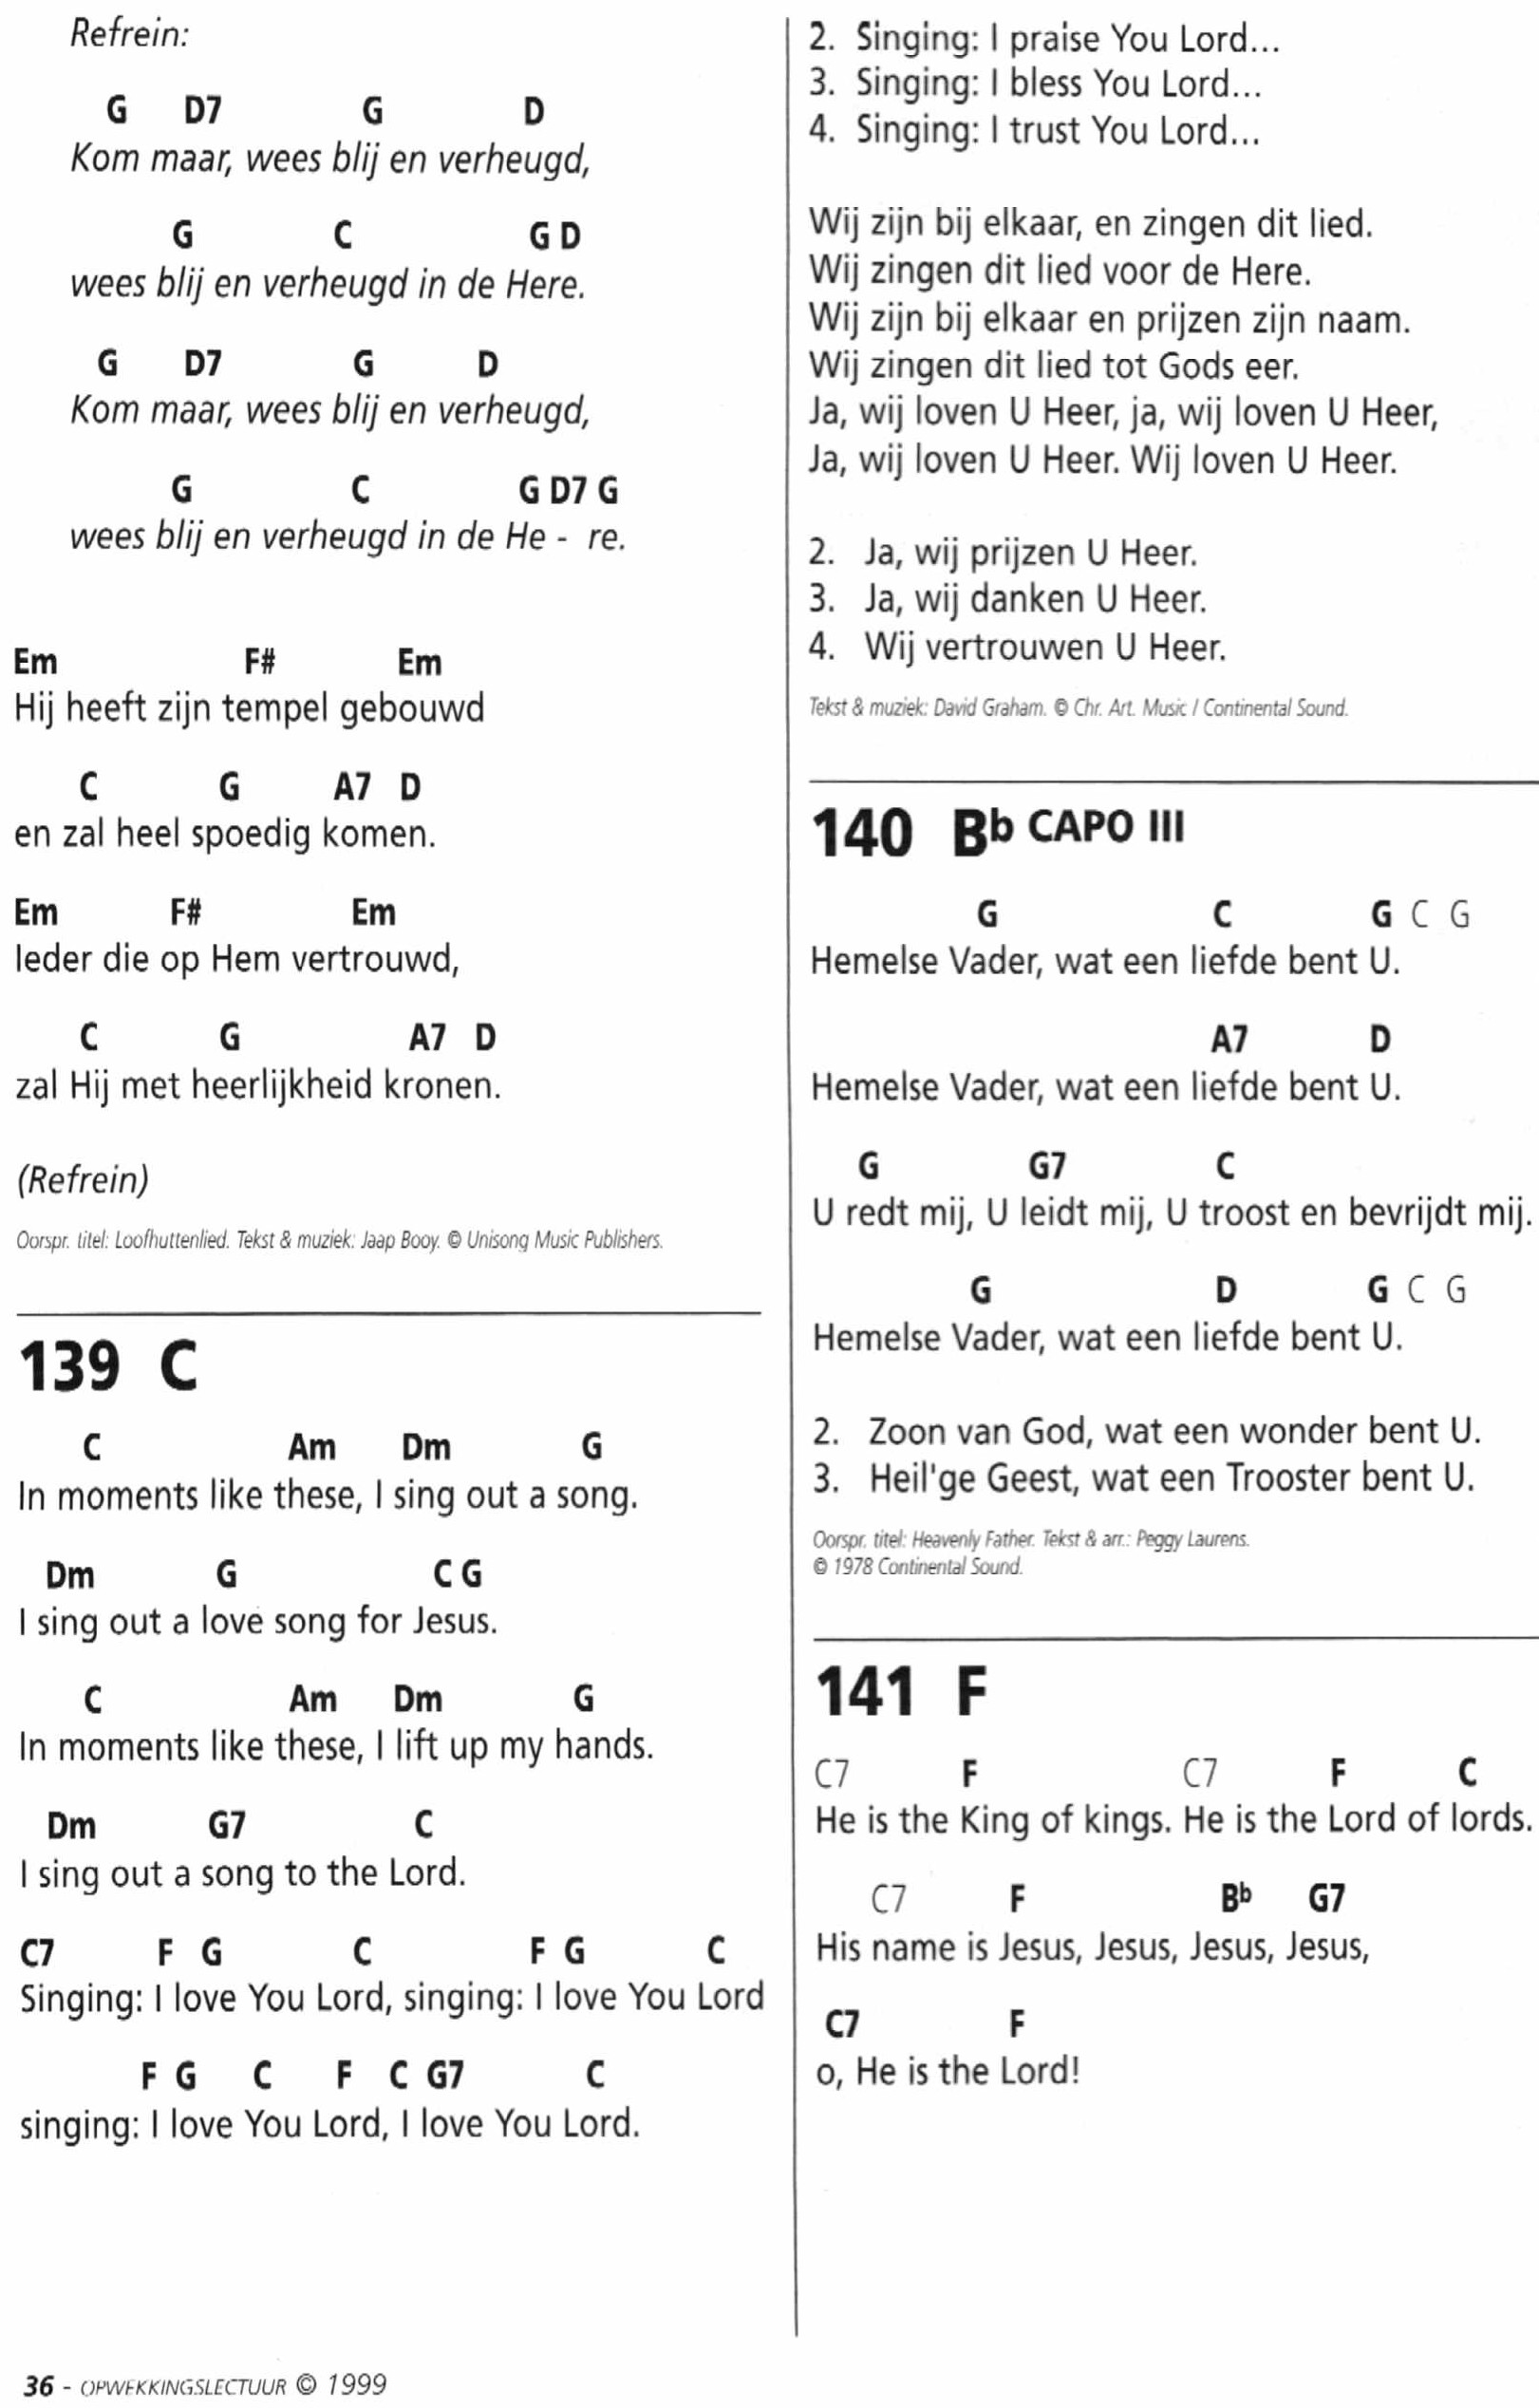 Refrein:
G D7 G D
Kom maar, wees blij en verheugd,
G C G D
wees blij en verheugd in de Here.
G D7 G D
Kom maar, wees blij en verheugd,
G C G D7 G
wees blij en verheugd in de He - re.
Em F# Em
Hij heeft zijn tempel gebouwd
C G A7 D
en zal heel spoedig komen.
Em F# Em
Ieder die op Hem vertrouwd,
C G A7 D
zal Hij met heerlijkheid kronen.
(Refrein)
Oorspr. titel: Loofhuttenlied. Tekst & muziek: Jaap Booy. © Unisong Music Publishers.
139 C
C Am Dm G
In moments like these, I sing out a song.
Dm G C G
I sing out a love song for Jesus.
C Am Dm G
In moments like these, I lift up my hands.
Dm G7 C
I sing out a song to the Lord.
C7 F G C F G C
Singing: I love You Lord, singing: I love You Lord
F G C F C G7 C
singing: I love You Lord, I love You Lord.
2. Singing: I praise You Lord...
3. Singing: I bless You Lord...
4. Singing: I trust You Lord...
Wij zijn bij elkaar, en zingen dit lied.
Wij zingen dit lied voor de Here.
Wij zijn bij elkaar en prijzen zijn naam.
Wij zingen dit lied tot Gods eer.
Ja, wij loven U Heer, ja, wij loven U Heer,
Ja, wij loven U Heer. Wij loven U Heer.
2. Ja, wij prijzen U Heer.
3. Ja, wij danken U Heer.
4. Wij vertrouwen U Heer.
Tekst & muziek: David Graham. © Chr. Art. Music / Continental Sound.
140 Bb CAPO III
G C G C G
Hemelse Vader, wat een liefde bent U.
A7 D
Hemelse Vader, wat een liefde bent U.
G G7 C
U redt mij, U leidt mij, U troost en bevrijdt mij.
G D G C G
Hemelse Vader, wat een liefde bent U.
2. Zoon van God, wat een wonder bent U.
3. Heil'ge Geest, wat een Trooster bent U.
Oorspr. titel: Heavenly Father. Tekst & arr.: Peggy Laurens.
© 1978 Continental Sound.
141 F
C7 F C7 F C
He is the King of kings. He is the Lord of lords.
C7 F Bb G7
His name is Jesus, Jesus, Jesus, Jesus,
C7 F
o, He is the Lord!
36 - OPWEKKINGSLECTUUR © 1999